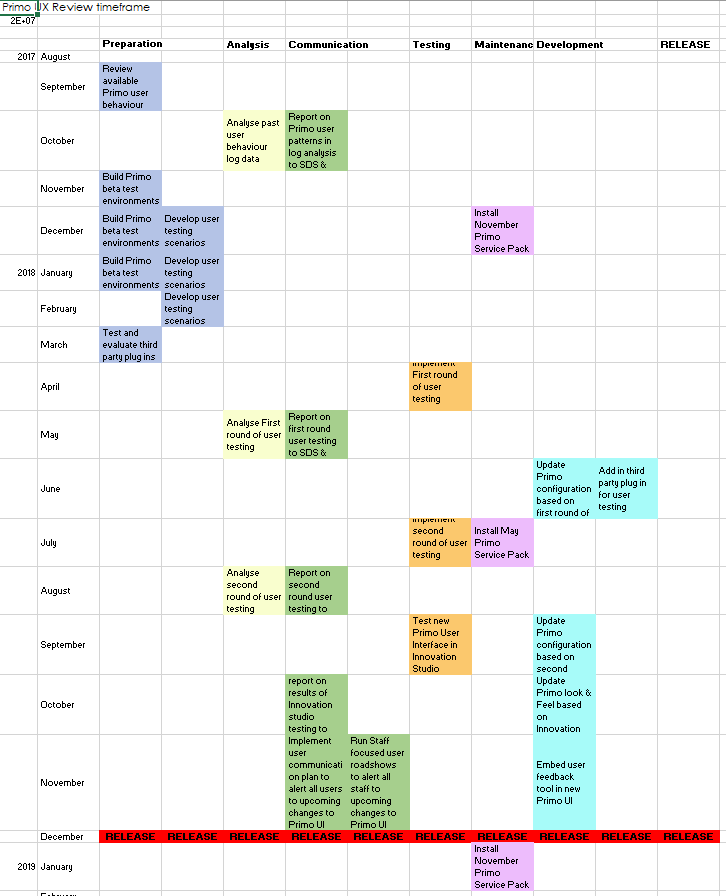 Primo UX Review timeframe
2E+07
Preparation Analysis Communication Testing Maintenanc Development RELEASE
2017 August
September
Review
available
Primo user
behaviour
October
Analyse past
user
behaviour
log data
Report on
Primo user
patterns in
log analysis
to SDS &
November
Build Primo
beta test
environments
December
Build Primo
beta test
environments
Develop user
testing
scenarios
Install
November
Primo
Service Pack
2018 January
Build Primo
beta test
environments
Develop user
testing
scenarios
February
Develop user
testing
scenarios
March
Test and
evaluate third
party plug ins
April
Implement
First round
of user
testing
May
Analyse First
round of user
testing
Report on
first round
user testing
to SDS &
June
Update
Primo
configuration
based on
first round of
Add in third
party plug in
for user
testing
July
Implement
second
round of user
testing
Install May
Primo
Service Pack
August
Analyse
second
round of user
testing
Report on
second
round user
testing to
September
Test new
Primo User
Interface in
Innovation
Studio
Update
Primo
configuration
based on
second
October
report on
results of
Innovation
studio
testing to
Update
Primo look &
Feel based
on
Innovation
November
Implement
user
communicati
on plan to
alert all users
to upcoming
changes to
Primo UI
Run Staff
focused user
roadshows
to alert all
staff to
upcoming
changes to
Primo UI
Embed user
feedback
tool in new
Primo UI
December RELEASE RELEASE RELEASE RELEASE RELEASE RELEASE RELEASE RELEASE RELEASE RELEASE
2019 January
Install
November
Primo
Service Pack
February